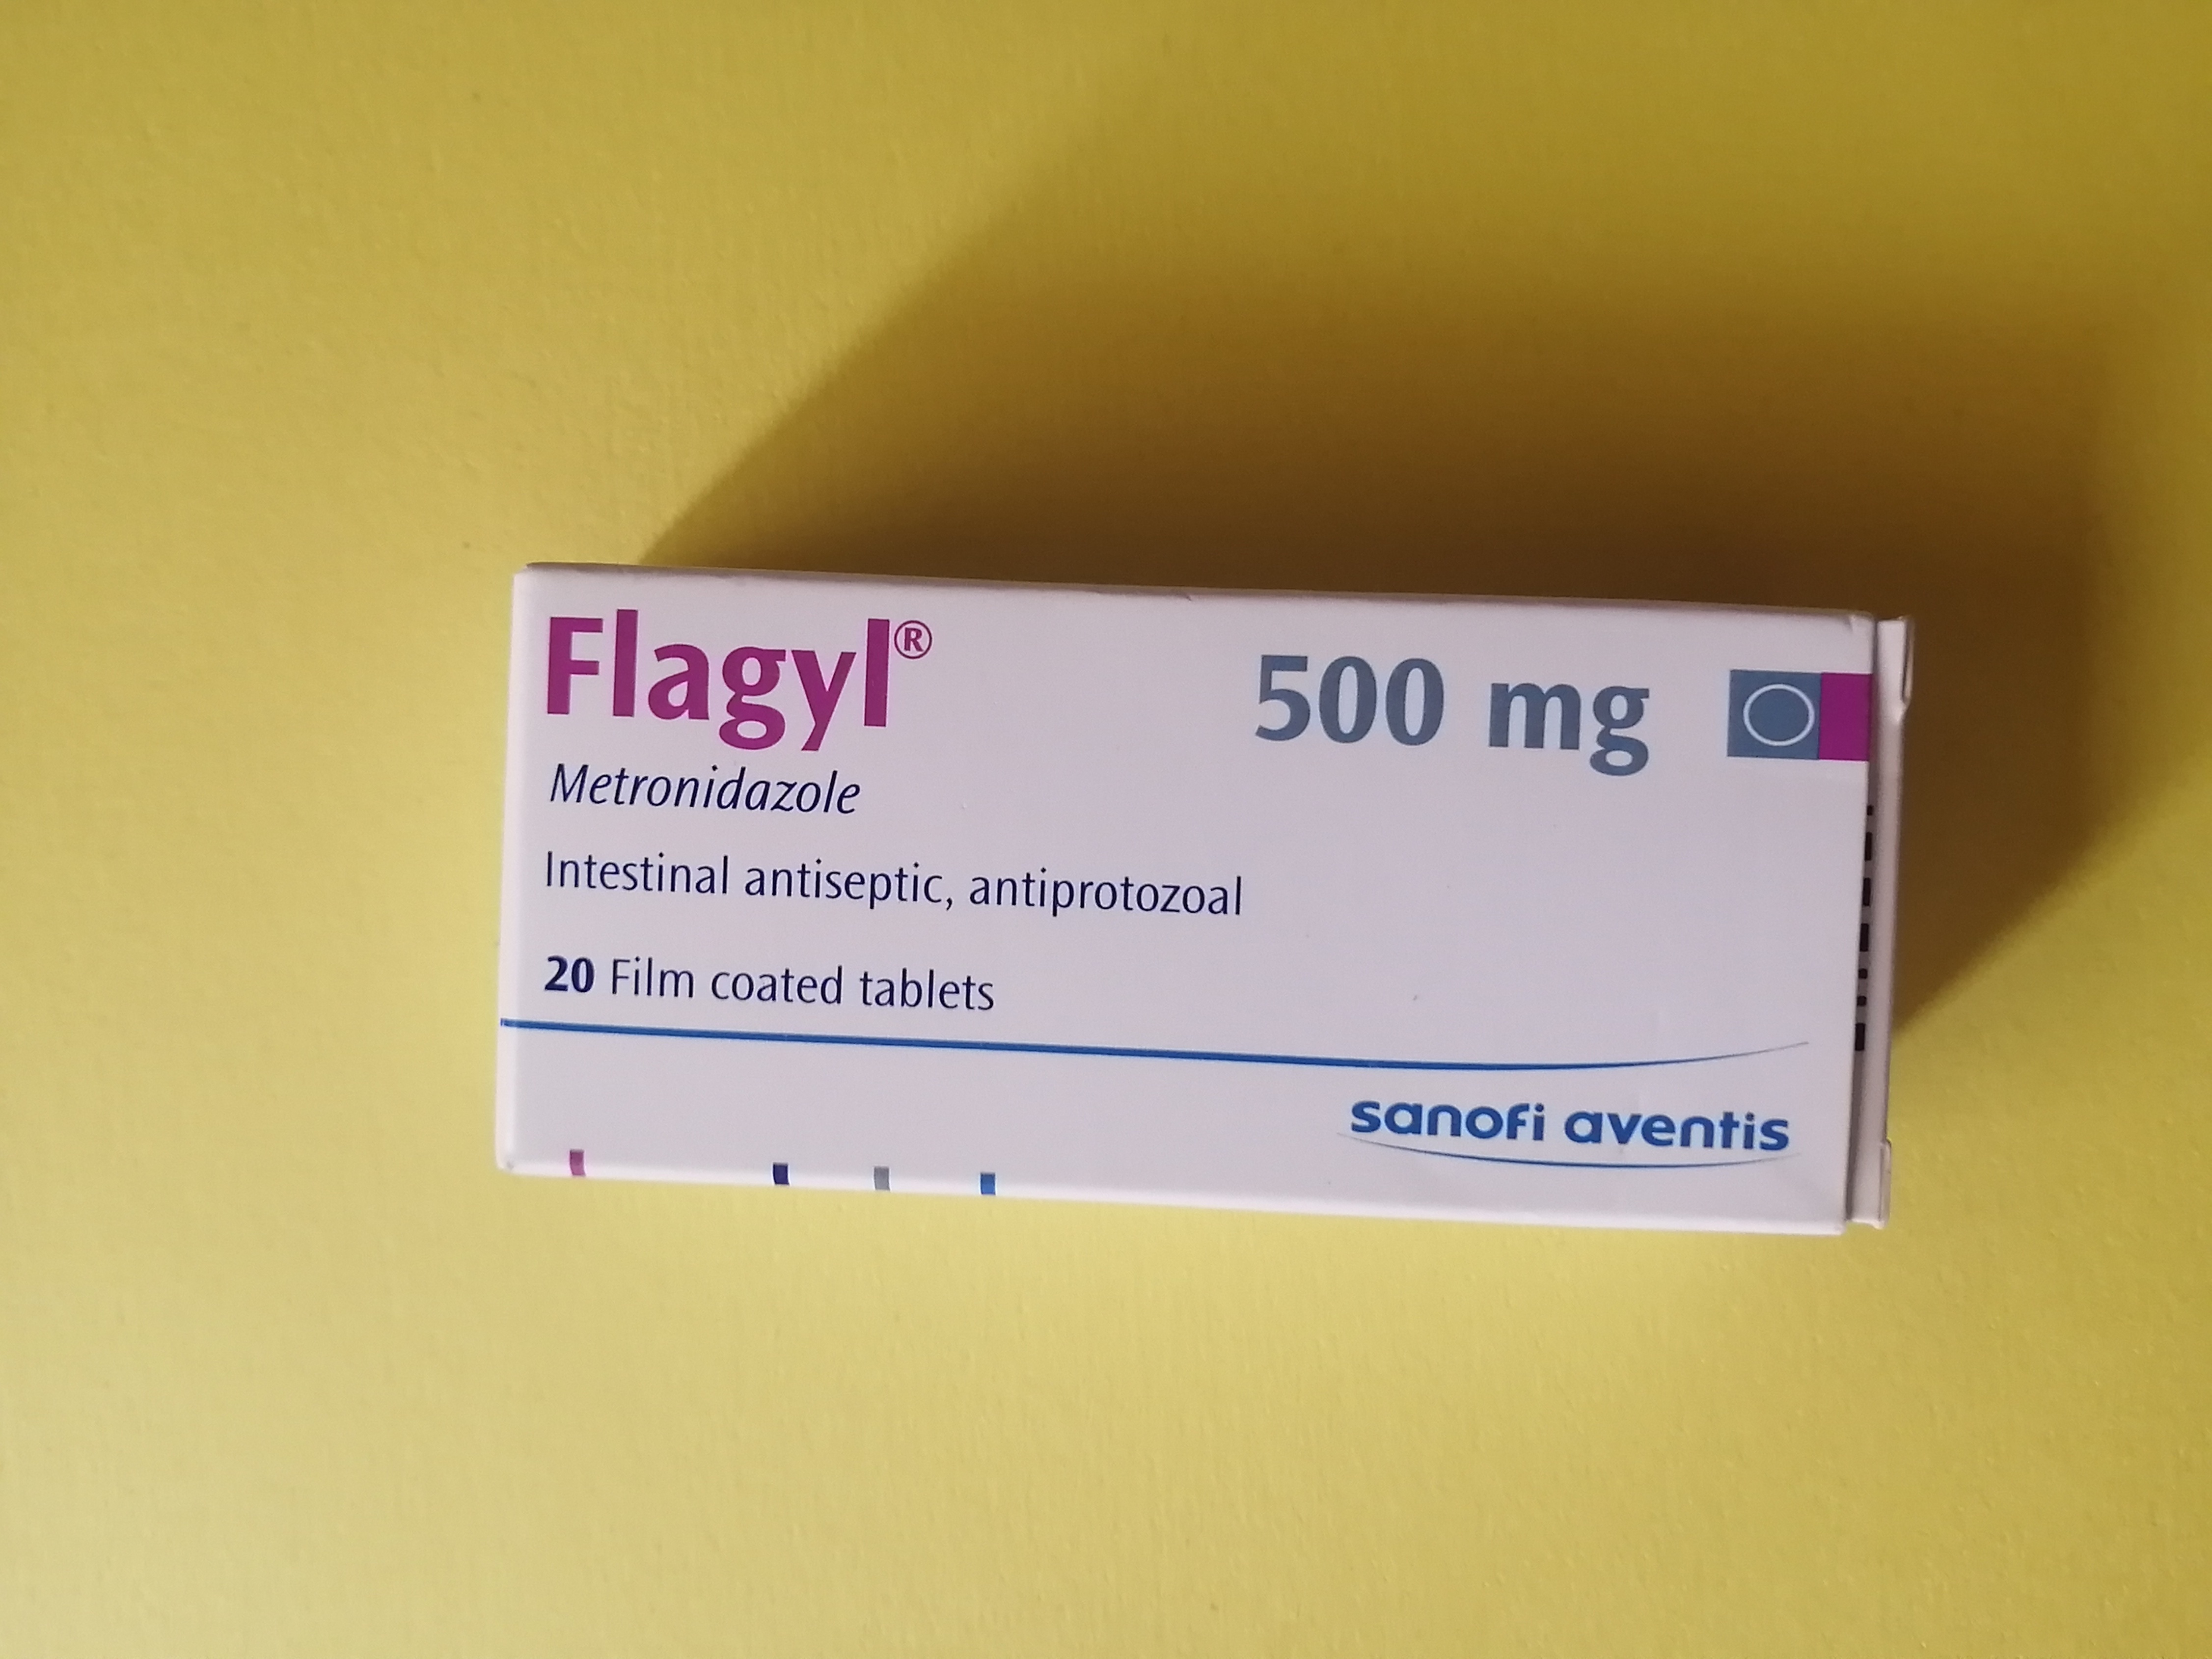 Flagyl® 500 mg
Metronidazole
Intestinal antiseptic, antiprotozoal
20 Film coated tablets
sanofi aventis